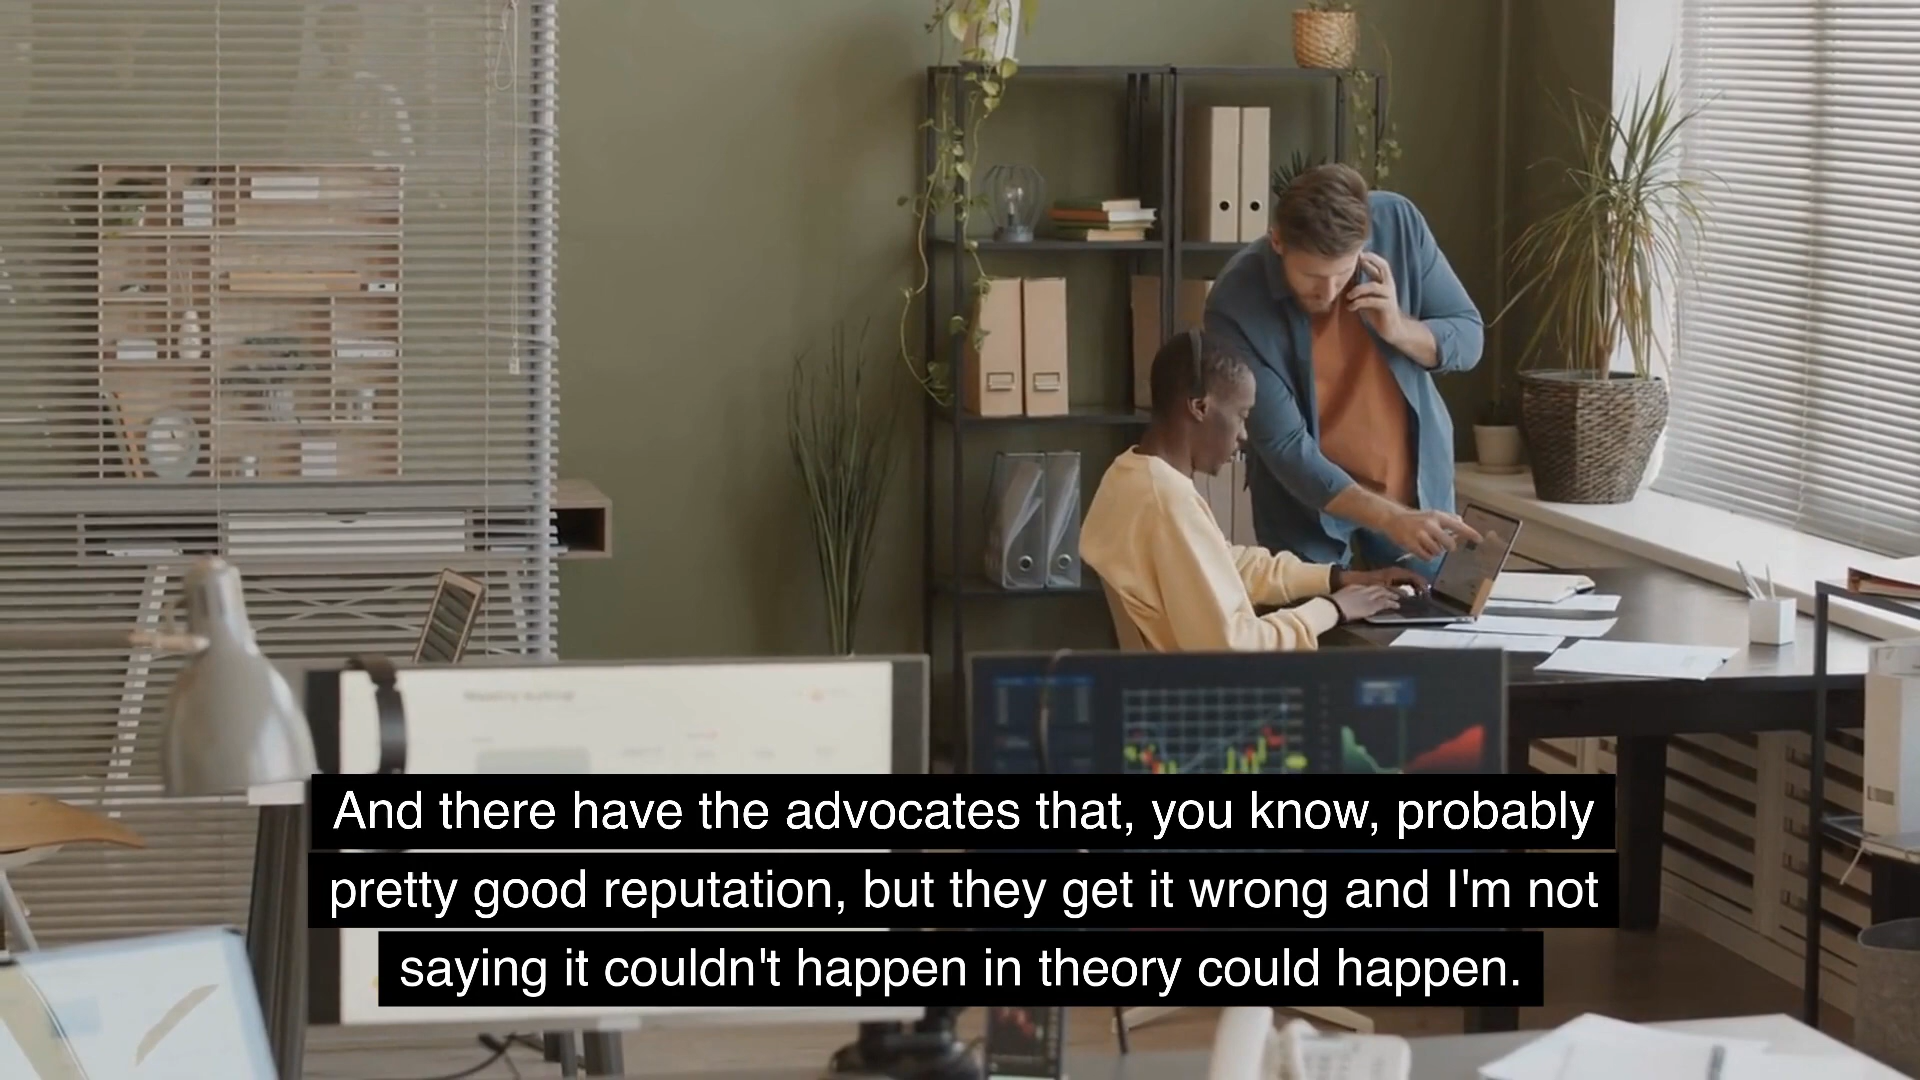 And there have the advocates that, you know, probably
pretty good reputation, but they get it wrong and I'm not
saying it couldn't happen in theory could happen.